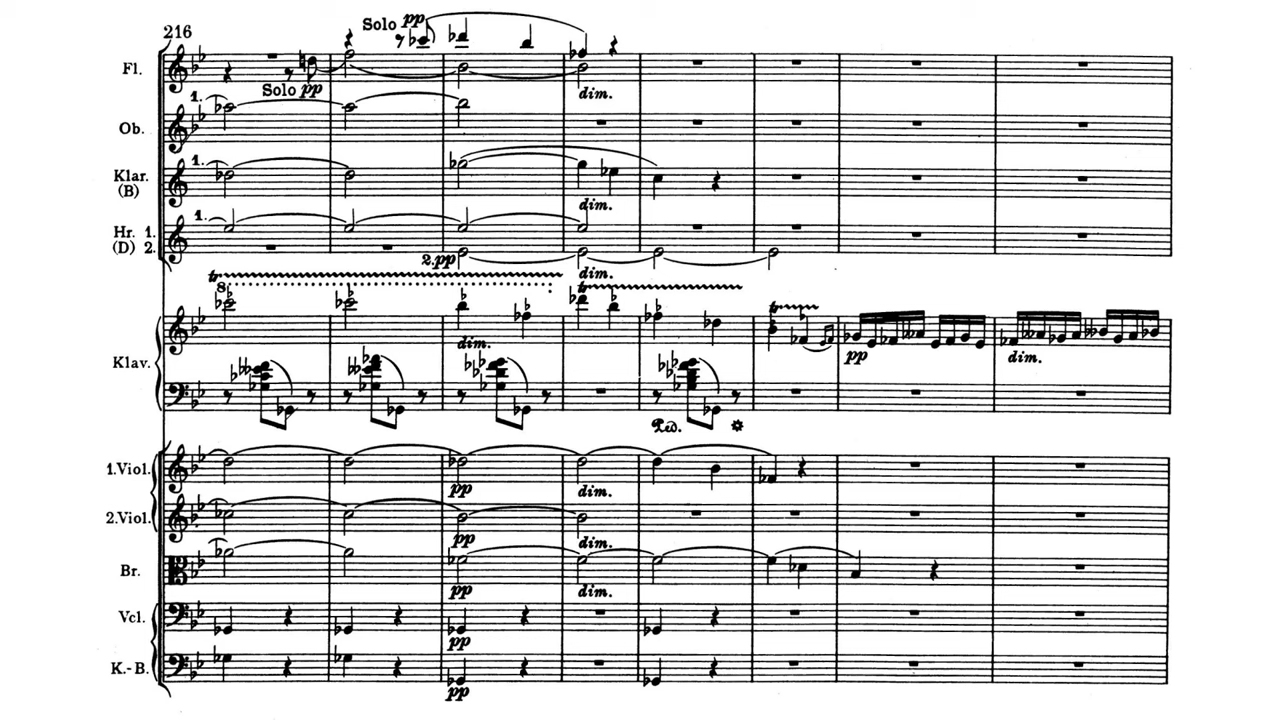 216
Solo pp
Fl.
Solo pp
dim.
1.
Ob.
1.
Klar.
(B)
dim.
1.
Hr. 1.
(D) 2.
2. pp
dim.
tr
8
tr
tr
dim.
Klav.
pp
dim.
Ped.
1. Viol.
pp
dim.
2. Viol.
pp
dim.
Br.
pp
dim.
Vcl.
pp
K.-B.
pp